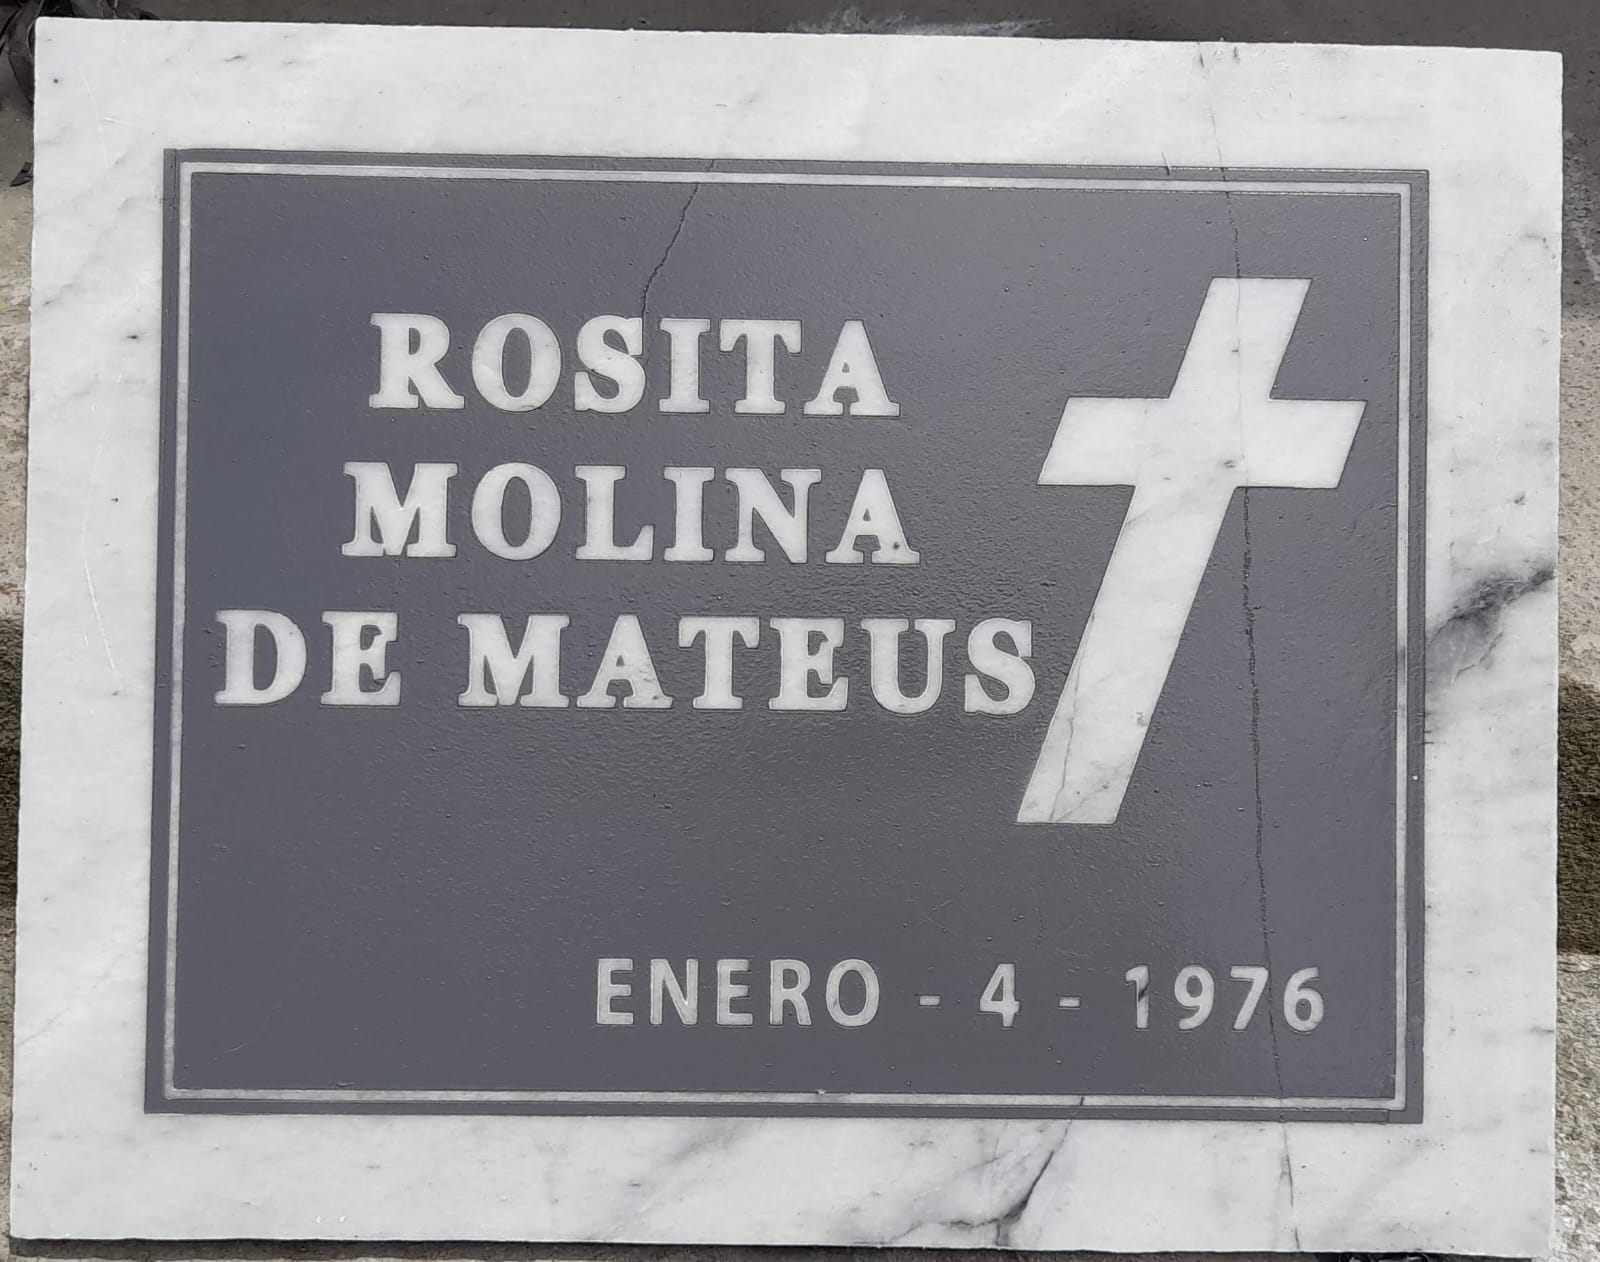 ROSITA
MOLINA
DE MATEUS
ENERO - 4 - 1976